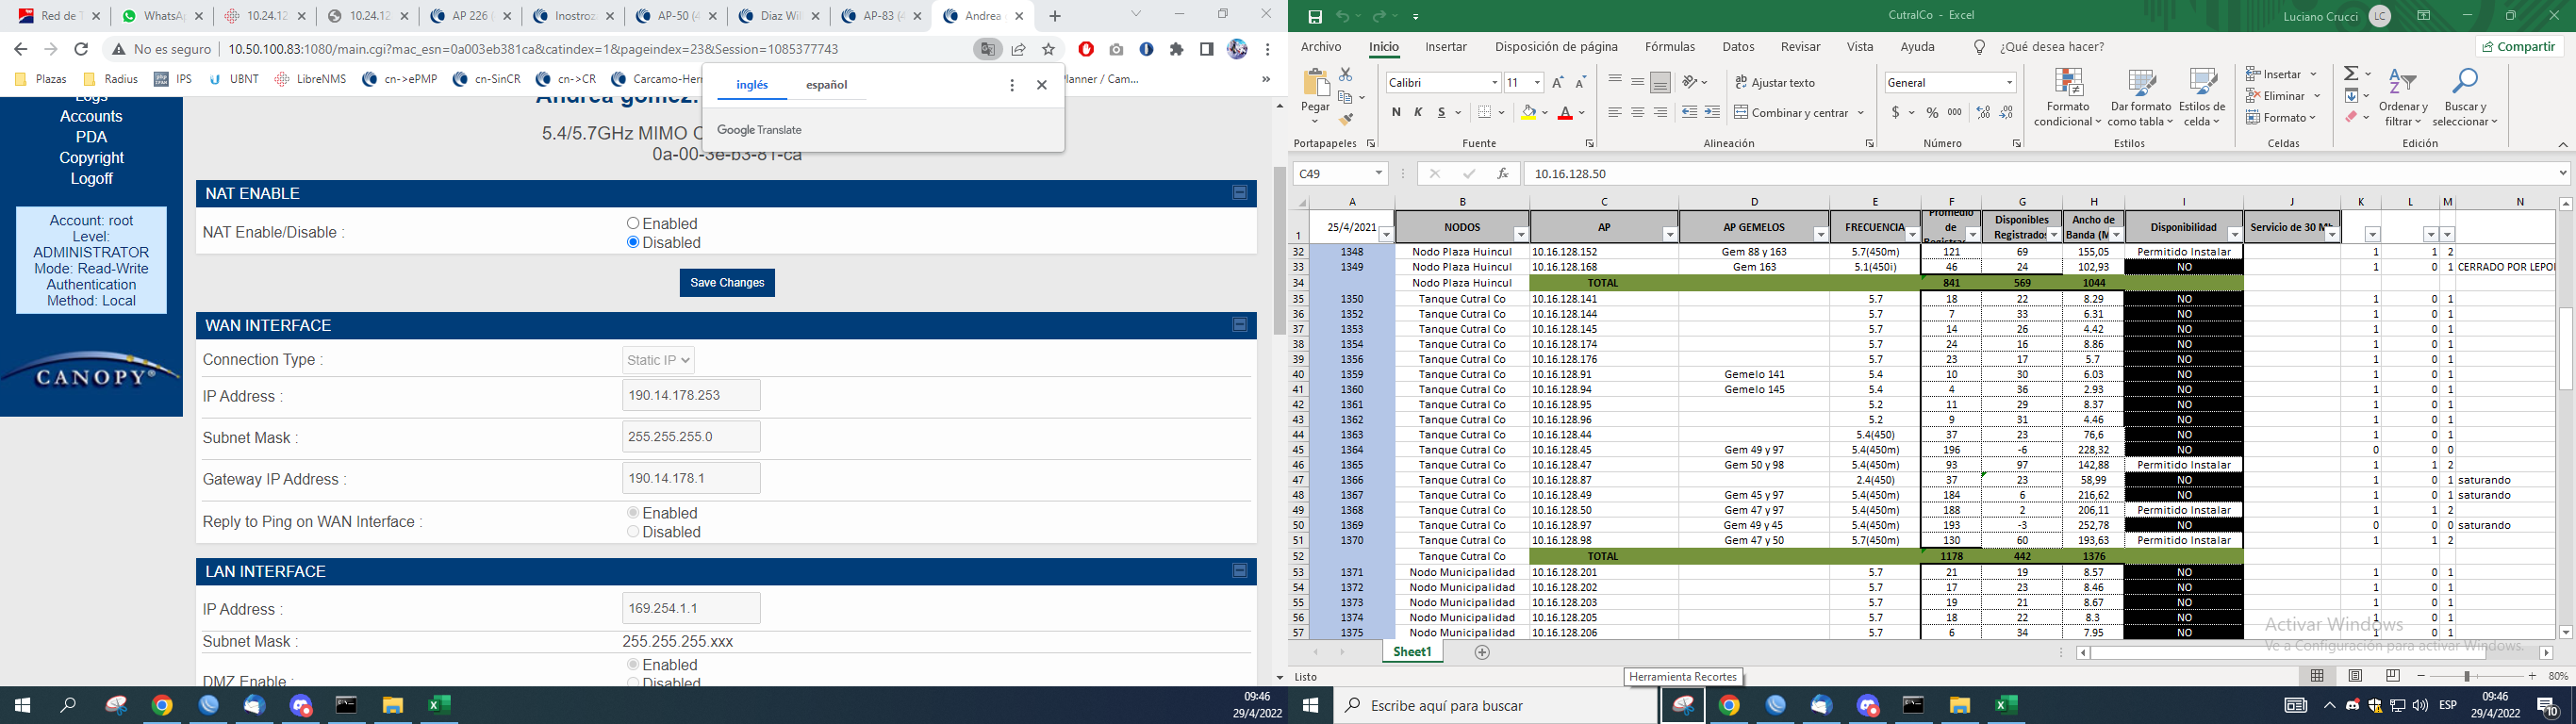 Red de T
WhatsA
10.24.12
10.24.12
AP 226 (
Inostroz
AP-50 (4
Diaz Wil
AP-83 (4
Andrea
No es seguro
10.50.100.83:1080/main.cgi?mac_esn=0a003eb381ca&catindex=1&pageindex=23&Session=1085377743
Plazas
Radius
IPS
UBNT
LibreNMS
cn->ePMP
cn-SinCR
cn->CR
Carcamo-Her
lanner / Cam...
»
inglés
español
Google Translate
Logs
Accounts
PDA
Copyright
Logoff
Account: root
Level:
ADMINISTRATOR
Mode: Read-Write
Authentication
Method: Local
CANOPY
5.4/5.7GHz MIMO
0a-00-3e-b3-81-ca
NAT ENABLE
NAT Enable/Disable :
Enabled
Disabled
Save Changes
WAN INTERFACE
Connection Type :
Static IP
IP Address :
190.14.178.253
Subnet Mask :
255.255.255.0
Gateway IP Address :
190.14.178.1
Reply to Ping on WAN Interface :
Enabled
Disabled
LAN INTERFACE
IP Address :
169.254.1.1
Subnet Mask :
255.255.255.xxx
DMZ Enable :
Enabled
Disabled
09:46
29/4/2022
CutralCo - Excel
Luciano Crucci
LC
Archivo
Inicio
Insertar
Disposición de página
Fórmulas
Datos
Revisar
Vista
Ayuda
¿Qué desea hacer?
Compartir
Pegar
Calibri
11
N K S
Ajustar texto
Combinar y centrar
General
$ % 000
Formato condicional
Dar formato como tabla
Estilos de celda
Insertar
Eliminar
Formato
Ordenar y filtrar
Buscar y seleccionar
Portapapeles
Fuente
Alineación
Número
Estilos
Celdas
Edición
C49
10.16.128.50
A B C D E F G H I J K L M N
1 25/4/2021 NODOS AP AP GEMELOS FRECUENCIA Promedio de Disponibles Registrados Ancho de Banda (M Disponibilidad Servicio de 30 M
32 1348 Nodo Plaza Huincul 10.16.128.152 Gem 88 y 163 5.7(450m) 121 69 155,05 Permitido Instalar 1 1 2
33 1349 Nodo Plaza Huincul 10.16.128.168 Gem 163 5.1(450i) 46 24 102,93 NO 1 0 1 CERRADO POR LEPO
34 Nodo Plaza Huincul TOTAL 841 569 1044
35 1350 Tanque Cutral Co 10.16.128.141 5.7 18 22 8.29 NO 1 0 1
36 1352 Tanque Cutral Co 10.16.128.144 5.7 7 33 6.31 NO 1 0 1
37 1353 Tanque Cutral Co 10.16.128.145 5.7 14 26 4.42 NO 1 0 1
38 1354 Tanque Cutral Co 10.16.128.174 5.7 24 16 8.86 NO 1 0 1
39 1356 Tanque Cutral Co 10.16.128.176 5.7 23 17 5.7 NO 1 0 1
40 1359 Tanque Cutral Co 10.16.128.91 Gemelo 141 5.4 10 30 6.03 NO 1 0 1
41 1360 Tanque Cutral Co 10.16.128.94 Gemelo 145 5.4 4 36 2.93 NO 1 0 1
42 1361 Tanque Cutral Co 10.16.128.95 5.2 11 29 8.37 NO 1 0 1
43 1362 Tanque Cutral Co 10.16.128.96 5.2 9 31 4.46 NO 1 0 1
44 1363 Tanque Cutral Co 10.16.128.44 5.4(450) 37 23 76,6 NO 1 0 1
45 1364 Tanque Cutral Co 10.16.128.45 Gem 49 y 97 5.4(450m) 196 -6 228,32 NO 0 0 0
46 1365 Tanque Cutral Co 10.16.128.47 Gem 50 y 98 5.4(450m) 93 97 142,88 Permitido Instalar 1 1 2
47 1366 Tanque Cutral Co 10.16.128.87 2.4(450) 37 23 58,99 NO 1 0 1 saturando
48 1367 Tanque Cutral Co 10.16.128.49 Gem 45 y 97 5.4(450m) 184 6 216,62 NO 1 0 1 saturando
49 1368 Tanque Cutral Co 10.16.128.50 Gem 47 y 97 5.4(450m) 188 2 206,11 Permitido Instalar 1 1 2
50 1369 Tanque Cutral Co 10.16.128.97 Gem 49 y 45 5.4(450m) 193 -3 252,78 NO 0 0 0 saturando
51 1370 Tanque Cutral Co 10.16.128.98 Gem 47 y 50 5.7(450m) 130 60 193,63 Permitido Instalar 1 1 2
52 Tanque Cutral Co TOTAL 1178 442 1376
53 1371 Nodo Municipalidad 10.16.128.201 5.7 21 19 8.57 NO 1 0 1
54 1372 Nodo Municipalidad 10.16.128.202 5.7 17 23 8.46 NO 1 0 1
55 1373 Nodo Municipalidad 10.16.128.203 5.7 19 21 8.67 NO 1 0 1
56 1374 Nodo Municipalidad 10.16.128.205 5.7 18 22 8.3 NO 1 0 1
57 1375 Nodo Municipalidad 10.16.128.206 5.7 6 34 7.95 NO 1 0 1
Activar Windows
Ve a Configuración para activar Windows.
Sheet1
Listo
Herramienta Recortes
80%
Escribe aquí para buscar
ESP
09:46
29/4/2022
10